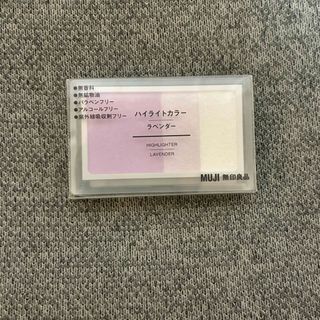 ●無香料
●無鉱物油
●パラベンフリー
●アルコールフリー
●紫外線吸収剤フリー
ハイライトカラー
ラベンダー
HIGHLIGHTER
LAVENDER
MUJI 無印良品